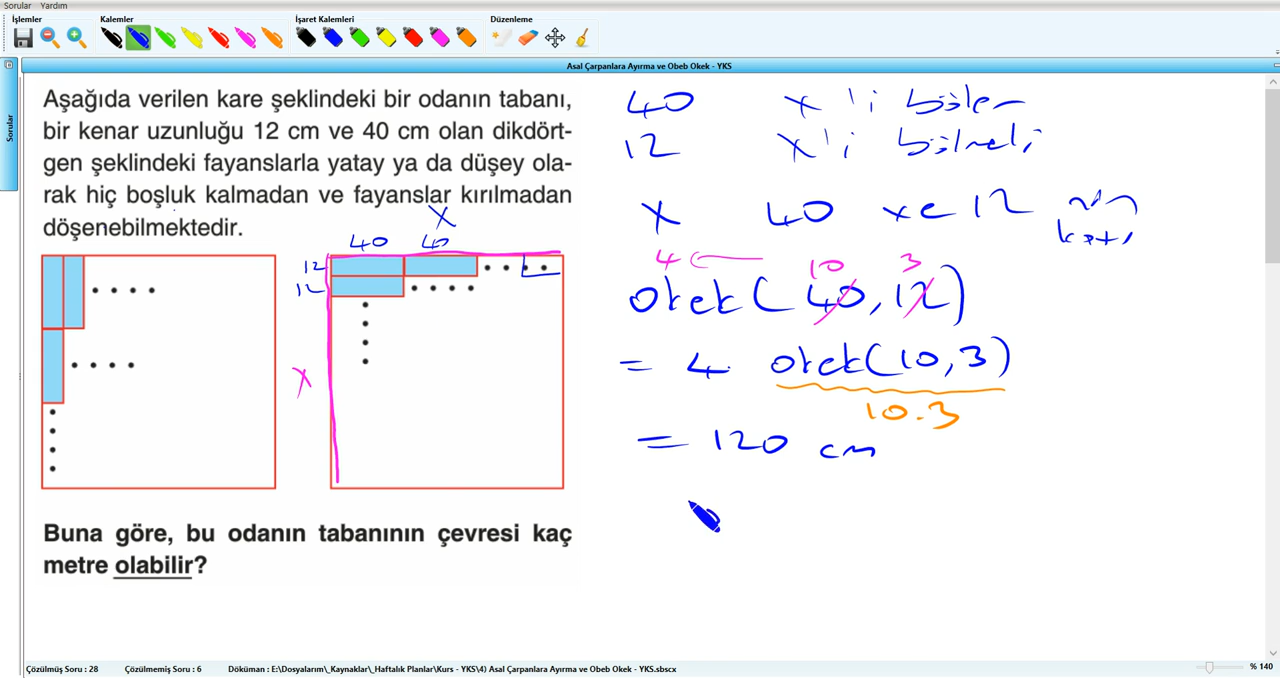 Sorular Yardım
İşlemler Kalemler İşaret Kalemleri Düzenleme
Asal Çarpanlara Ayırma ve Obeb Okek - YKS
Sorular
Aşağıda verilen kare şeklindeki bir odanın tabanı,
bir kenar uzunluğu 12 cm ve 40 cm olan dikdört-
gen şeklindeki fayanslarla yatay ya da düşey ola-
rak hiç boşluk kalmadan ve fayanslar kırılmadan
döşenebilmektedir.
X
40 40
12
12
X
Buna göre, bu odanın tabanının çevresi kaç
metre olabilir?
40 x'i böler
12 x'i bölmeli
x 40 ve 12 nin
katı
4 10 3
okek(40,12)
= 4. okek(10,3)
10.3
= 120 cm
Çözülmüş Soru : 28 Çözülmemiş Soru : 6 Döküman : E:\Dosyalarım\_Kaynaklar\_Haftalık Planlar\Kurs - YKS\4) Asal Çarpanlara Ayırma ve Obeb Okek - YKS.sbscx % 140